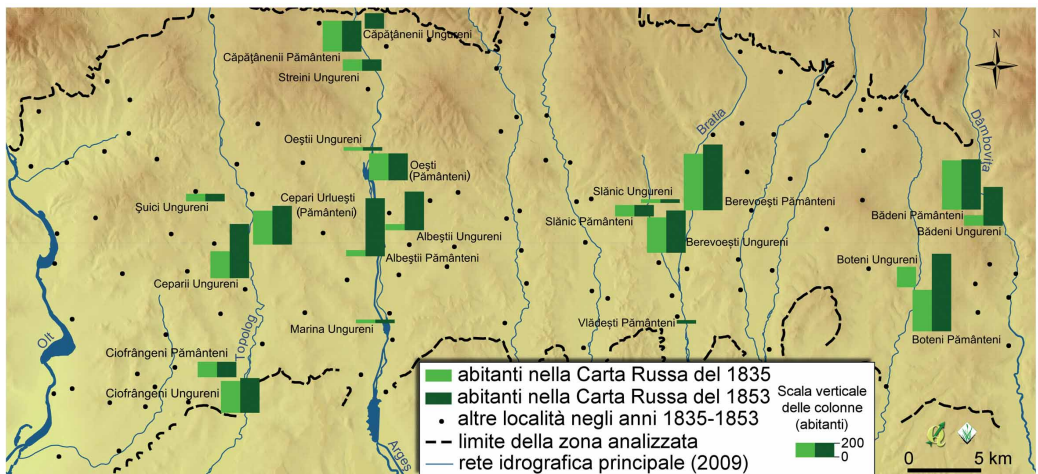 N
Căpăţânenii Ungureni
Căpăţânenii Pământeni
Streini Ungureni
Bratia
Dâmbovița
Oeştii Ungureni
Oeşti
(Pământeni)
Slănic Ungureni
Şuici Ungureni
Cepari Urlueşti
(Pământeni)
Berevoeşti Pământeni
Slănic Pământeni
Bădeni Pământeni
Bădeni Ungureni
Albeştii Ungureni
Berevoeşti Ungureni
Albeştii Pământeni
Boteni Ungureni
Ceparii Ungureni
Olt
Topolog
Marina Ungureni
Vlădeşti Pământeni
Boteni Pământeni
Ciofrângeni Pământeni
Ciofrângeni Ungureni
Argeş
abitanti nella Carta Russa del 1835
abitanti nella Carta Russa del 1853
altre località negli anni 1835-1853
limite della zona analizzata
rete idrografica principale (2009)
Scala verticale
delle colonne
(abitanti)
200
0
0 5 km